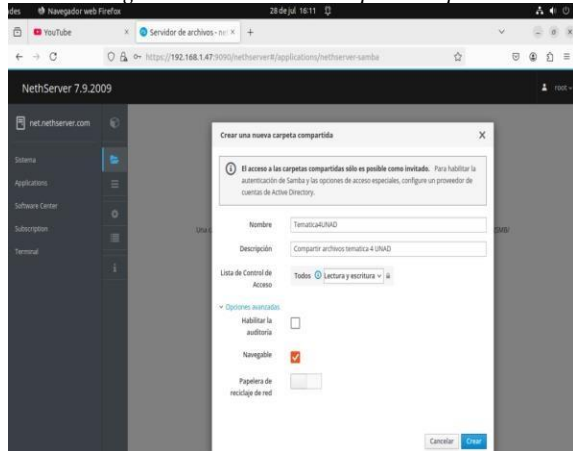 des Navegador web Firefox 28 de jul 16:11
YouTube × Servidor de archivos - net × +
https://192.168.1.47:9090/nethserver#/applications/nethserver-samba
NethServer 7.9.2009 root
net.nethserver.com
Crear una nueva carpeta compartida X
El acceso a las carpetas compartidas sólo es posible como invitado. Para habilitar la
autenticación de Samba y las opciones de acceso especiales, configure un proveedor de
cuentas de Active Directory.
Sistema
Applications
Software Center
Subscription
Terminal
Nombre Tematica4UNAD
Descripción Compartir archivos tematica 4 UNAD
Lista de Control de
Acceso
Todos Lectura y escritura
Opciones avanzadas
Habilitar la
auditoría
Navegable
Papelera de
reciclaje de red
Cancelar Crear